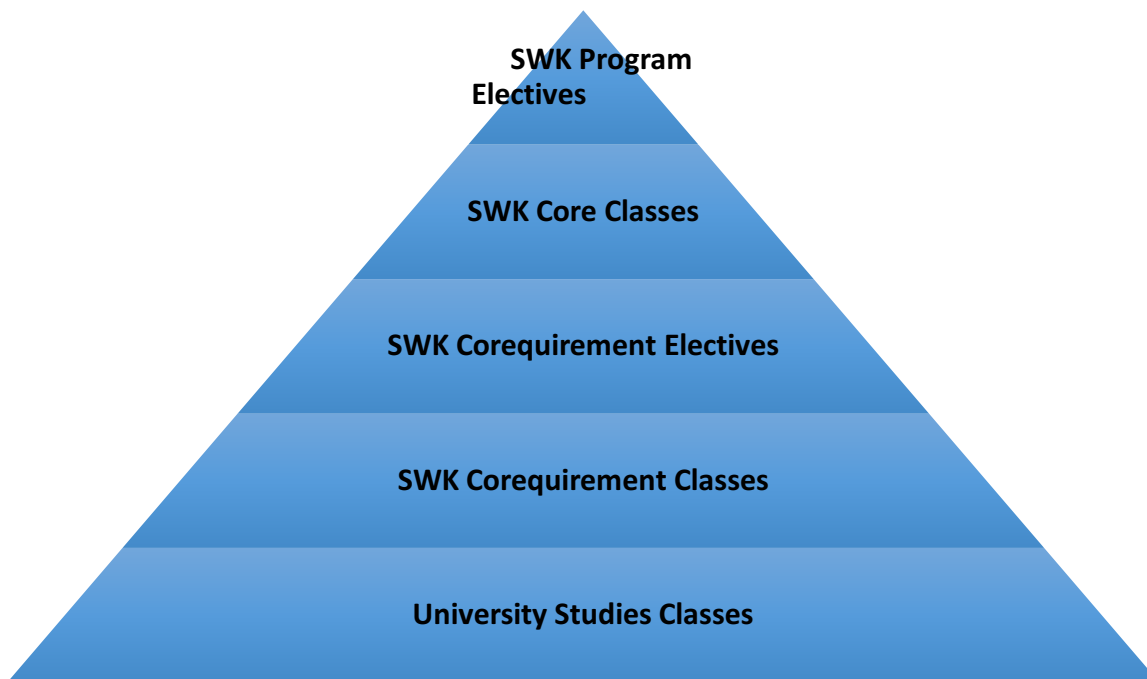 SWK Program
Electives
SWK Core Classes
SWK Corequirement Electives
SWK Corequirement Classes
University Studies Classes